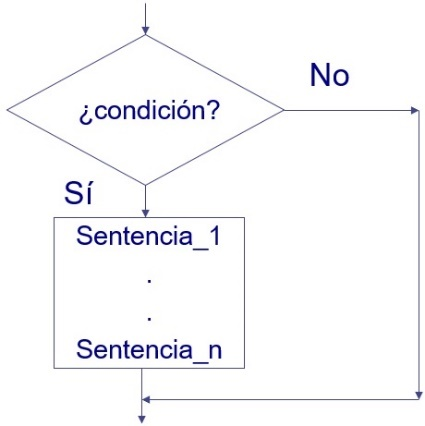 No
¿condición?
Sí
Sentencia_1
.
.
Sentencia_n